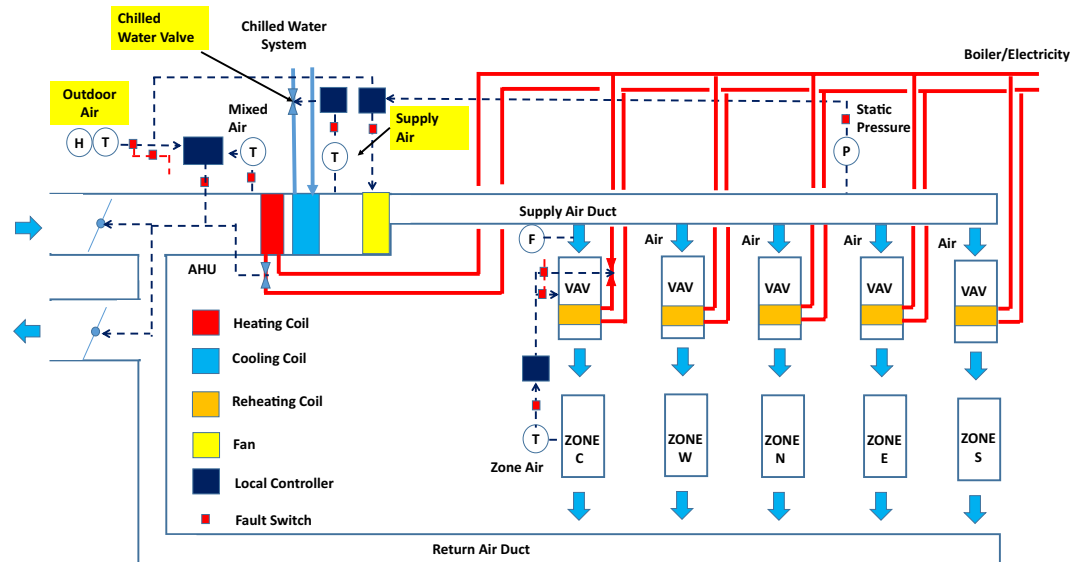 Chilled
Water Valve
Chilled Water
System
Boiler/Electricity
Outdoor
Air
Mixed
Air
Supply
Air
Static
Pressure
H
T
T
T
P
Supply Air Duct
F
Air
Air
Air
Air
Air
AHU
VAV
VAV
VAV
VAV
VAV
Heating Coil
Cooling Coil
Reheating Coil
Fan
Local Controller
Fault Switch
T
Zone Air
ZONE
C
ZONE
W
ZONE
N
ZONE
E
ZONE
S
Return Air Duct